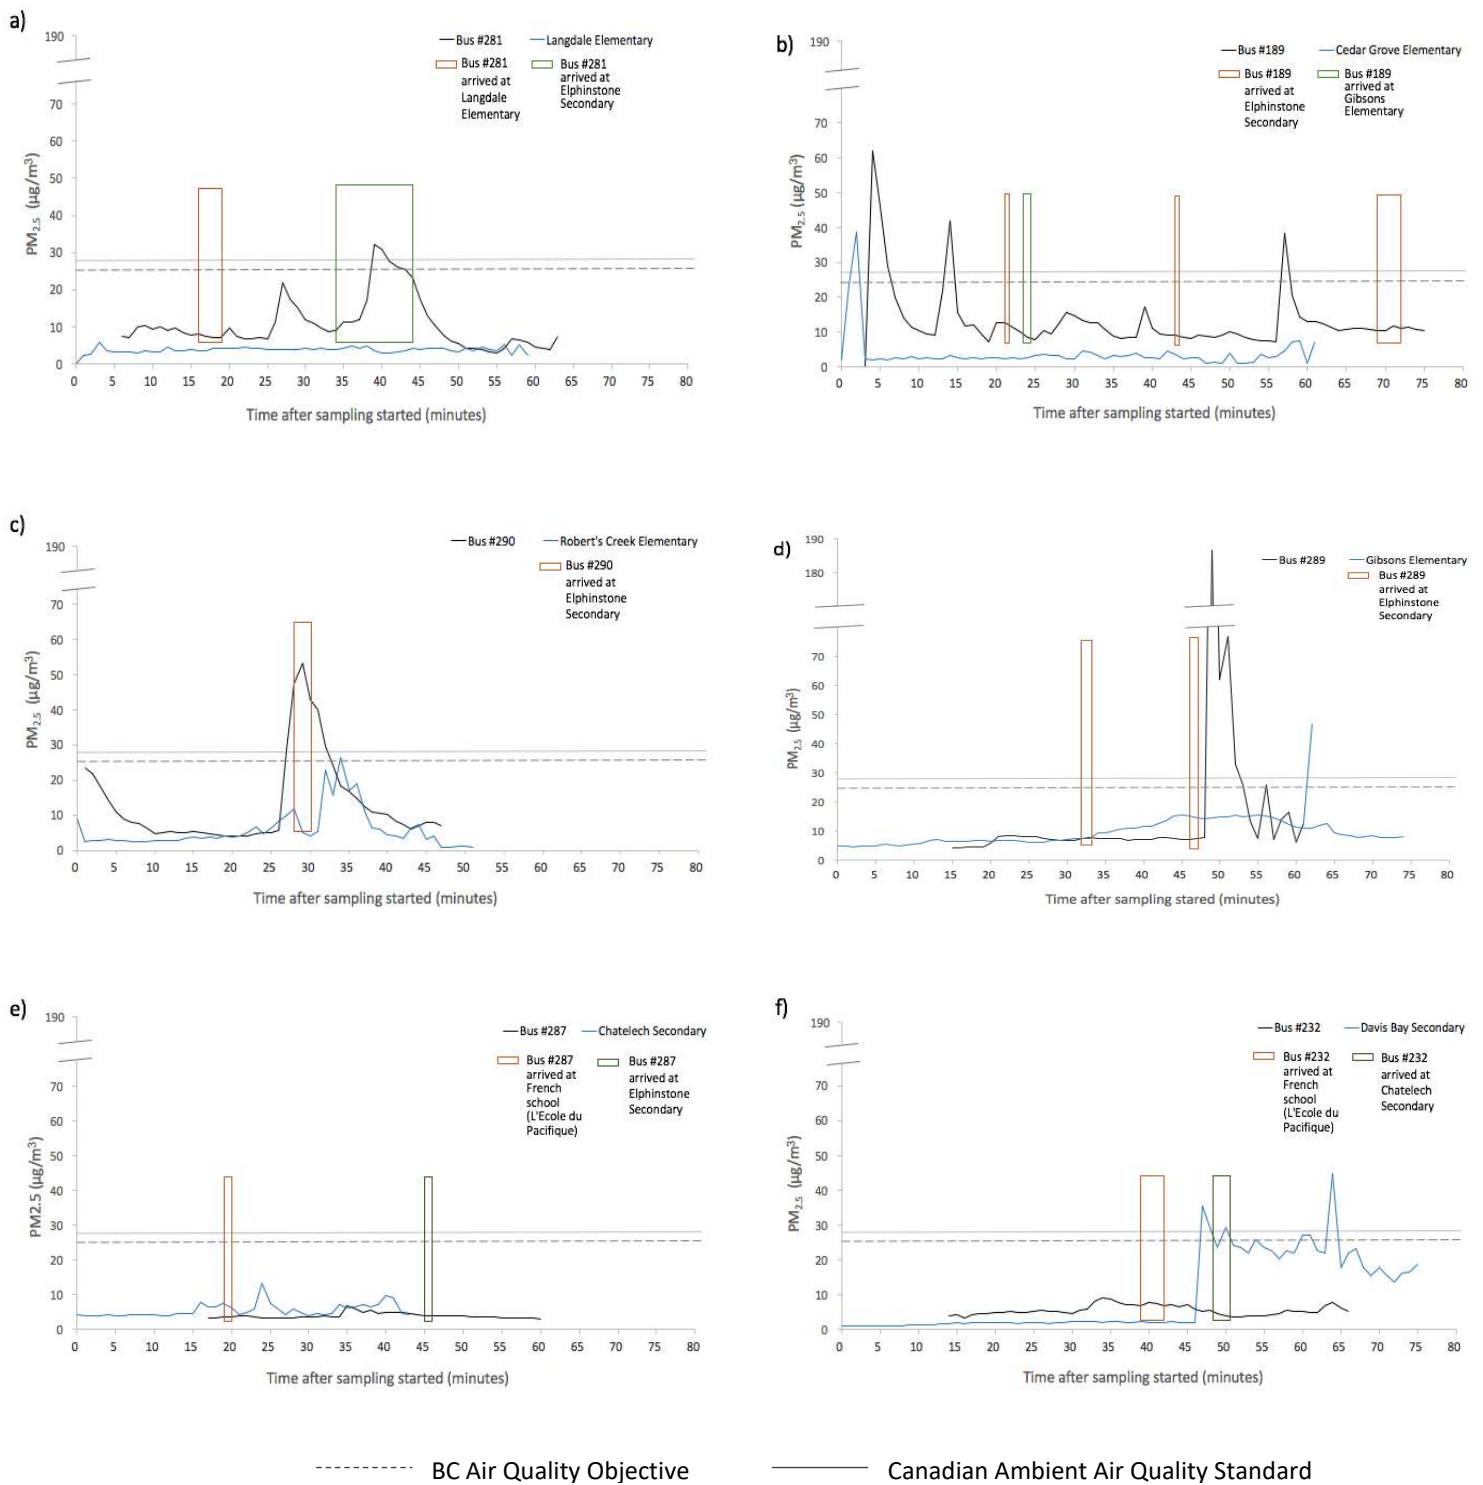 a)
190
70
60
50
40
30
20
10
0
PM2.5 (µg/m3)
Bus #281
Langdale Elementary
Bus #281
arrived at
Langdale
Elementary
Bus #281
arrived at
Elphinstone
Secondary
0 5 10 15 20 25 30 35 40 45 50 55 60 65 70 75 80
Time after sampling started (minutes)
b)
190
70
60
50
40
30
20
10
0
PM2.5 (µg/m3)
Bus #189
Cedar Grove Elementary
Bus #189
arrived at
Elphinstone
Secondary
Bus #189
arrived at
Gibsons
Elementary
0 5 10 15 20 25 30 35 40 45 50 55 60 65 70 75 80
Time after sampling started (minutes)
c)
190
70
60
50
40
30
20
10
0
PM2.5 (µg/m3)
Bus #290
Robert's Creek Elementary
Bus #290
arrived at
Elphinstone
Secondary
0 5 10 15 20 25 30 35 40 45 50 55 60 65 70 75 80
Time after sampling started (minutes)
d)
190
180
70
60
50
40
30
20
10
0
PM2.5 (µg/m3)
Bus #289
Gibsons Elementary
Bus #289
arrived at
Elphinstone
Secondary
0 5 10 15 20 25 30 35 40 45 50 55 60 65 70 75 80
Time after sampling stared (minutes)
e)
190
70
60
50
40
30
20
10
0
PM2.5 (µg/m3)
Bus #287
Chatelech Secondary
Bus #287
arrived at
French
school
(L'Ecole du
Pacifique)
Bus #287
arrived at
Elphinstone
Secondary
0 5 10 15 20 25 30 35 40 45 50 55 60 65 70 75 80
Time after sampling started (minutes)
f)
190
70
60
50
40
30
20
10
0
PM2.5 (µg/m3)
Bus #232
Davis Bay Secondary
Bus #232
arrived at
French
school
(L'Ecole du
Pacifique)
Bus #232
arrived at
Chatelech
Secondary
0 5 10 15 20 25 30 35 40 45 50 55 60 65 70 75 80
Time after sampling started (minutes)
BC Air Quality Objective
Canadian Ambient Air Quality Standard